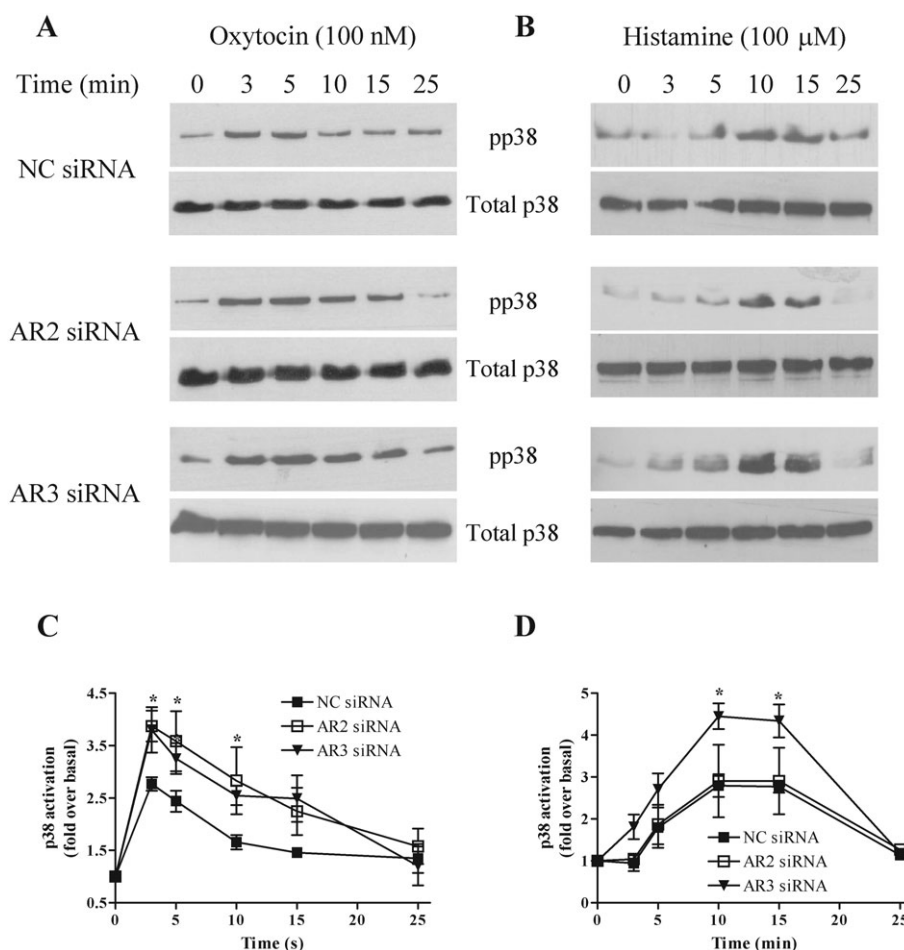 A
Oxytocin (100 nM)
B
Histamine (100 μM)
Time (min)
0 3 5 10 15 25
0 3 5 10 15 25
NC siRNA
pp38
Total p38
AR2 siRNA
pp38
Total p38
AR3 siRNA
pp38
Total p38
C
p38 activation
(fold over basal)
4.5
3.5
2.5
1.5
0.5
* * *
NC siRNA
AR2 siRNA
AR3 siRNA
0 5 10 15 20 25
Time (s)
D
p38 activation
(fold over basal)
5
4
3
2
1
0
* *
NC siRNA
AR2 siRNA
AR3 siRNA
0 5 10 15 20 25
Time (min)